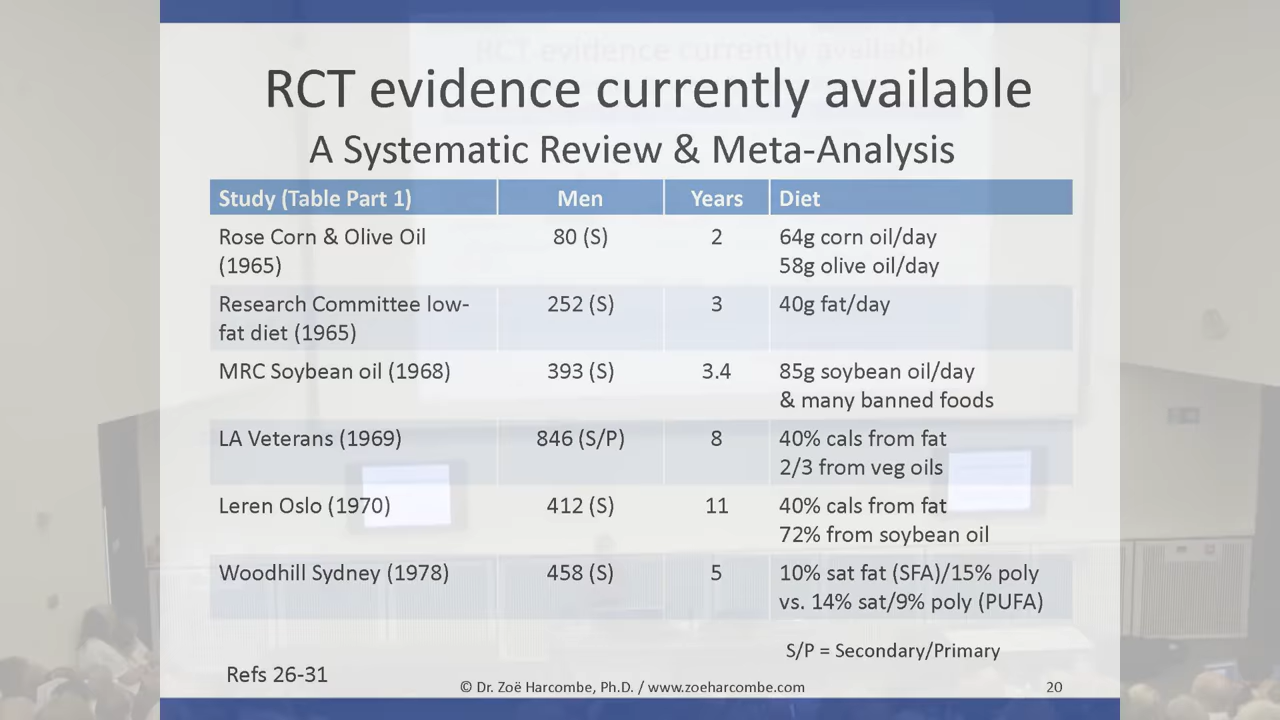 RCT evidence currently available
A Systematic Review & Meta-Analysis
Study (Table Part 1) Men Years Diet
Rose Corn & Olive Oil (1965) 80 (S) 2 64g corn oil/day
58g olive oil/day
Research Committee low-fat diet (1965) 252 (S) 3 40g fat/day
MRC Soybean oil (1968) 393 (S) 3.4 85g soybean oil/day
& many banned foods
LA Veterans (1969) 846 (S/P) 8 40% cals from fat
2/3 from veg oils
Leren Oslo (1970) 412 (S) 11 40% cals from fat
72% from soybean oil
Woodhill Sydney (1978) 458 (S) 5 10% sat fat (SFA)/15% poly
vs. 14% sat/9% poly (PUFA)
S/P = Secondary/Primary
Refs 26-31
© Dr. Zoë Harcombe, Ph.D. / www.zoeharcombe.com
20